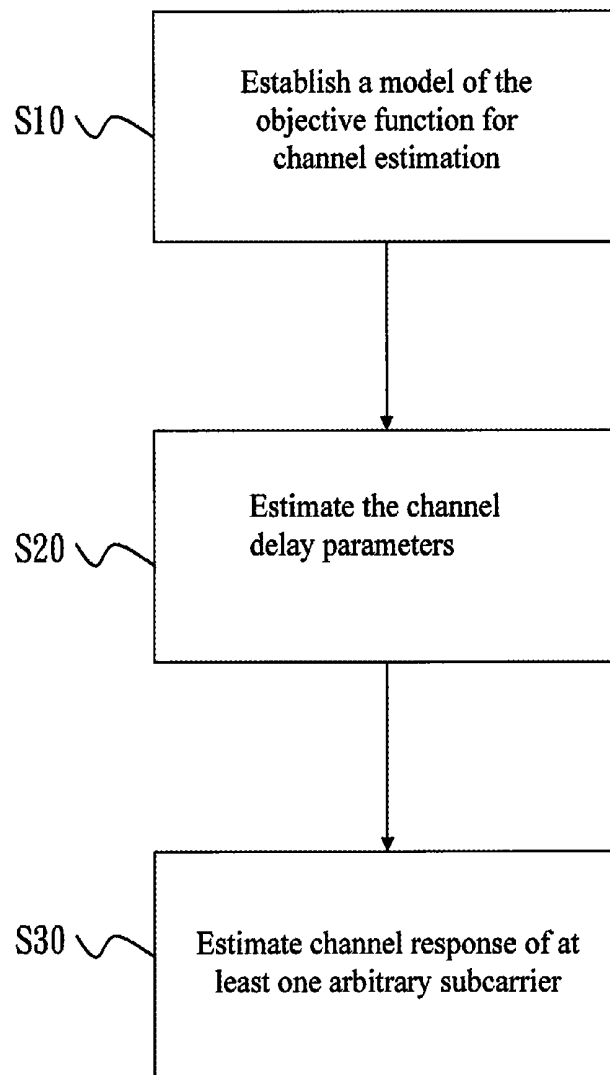 S10
Establish a model of the
objective function for
channel estimation
S20
Estimate the channel
delay parameters
S30
Estimate channel response of at
least one arbitrary subcarrier